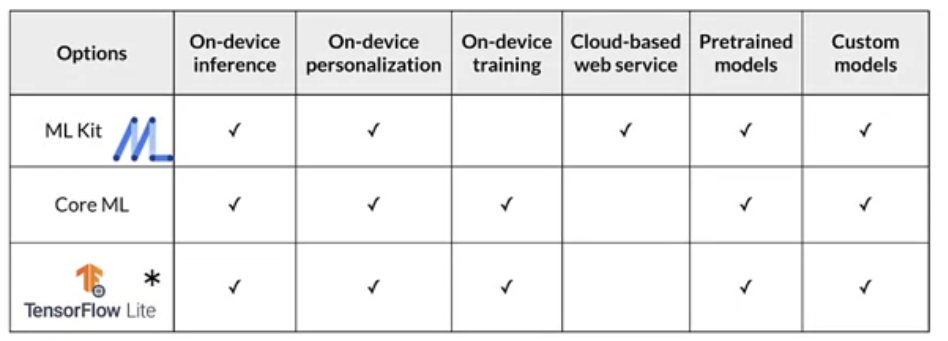 Options
On-device
inference
On-device
personalization
On-device
training
Cloud-based
web service
Pretrained
models
Custom
models
ML Kit
✓ ✓ ✓ ✓ ✓
Core ML
✓ ✓ ✓ ✓ ✓
*
TensorFlow Lite
✓ ✓ ✓ ✓ ✓